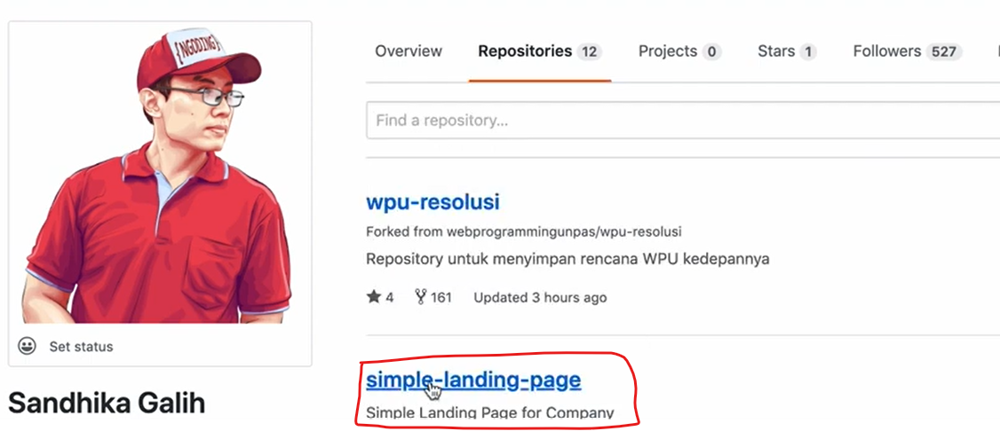 {NGODING}
Set status
Sandhika Galih
Overview Repositories 12 Projects 0 Stars 1 Followers 527
Find a repository...
wpu-resolusi
Forked from webprogrammingunpas/wpu-resolusi
Repository untuk menyimpan rencana WPU kedepannya
4 161 Updated 3 hours ago
simple-landing-page
Simple Landing Page for Company